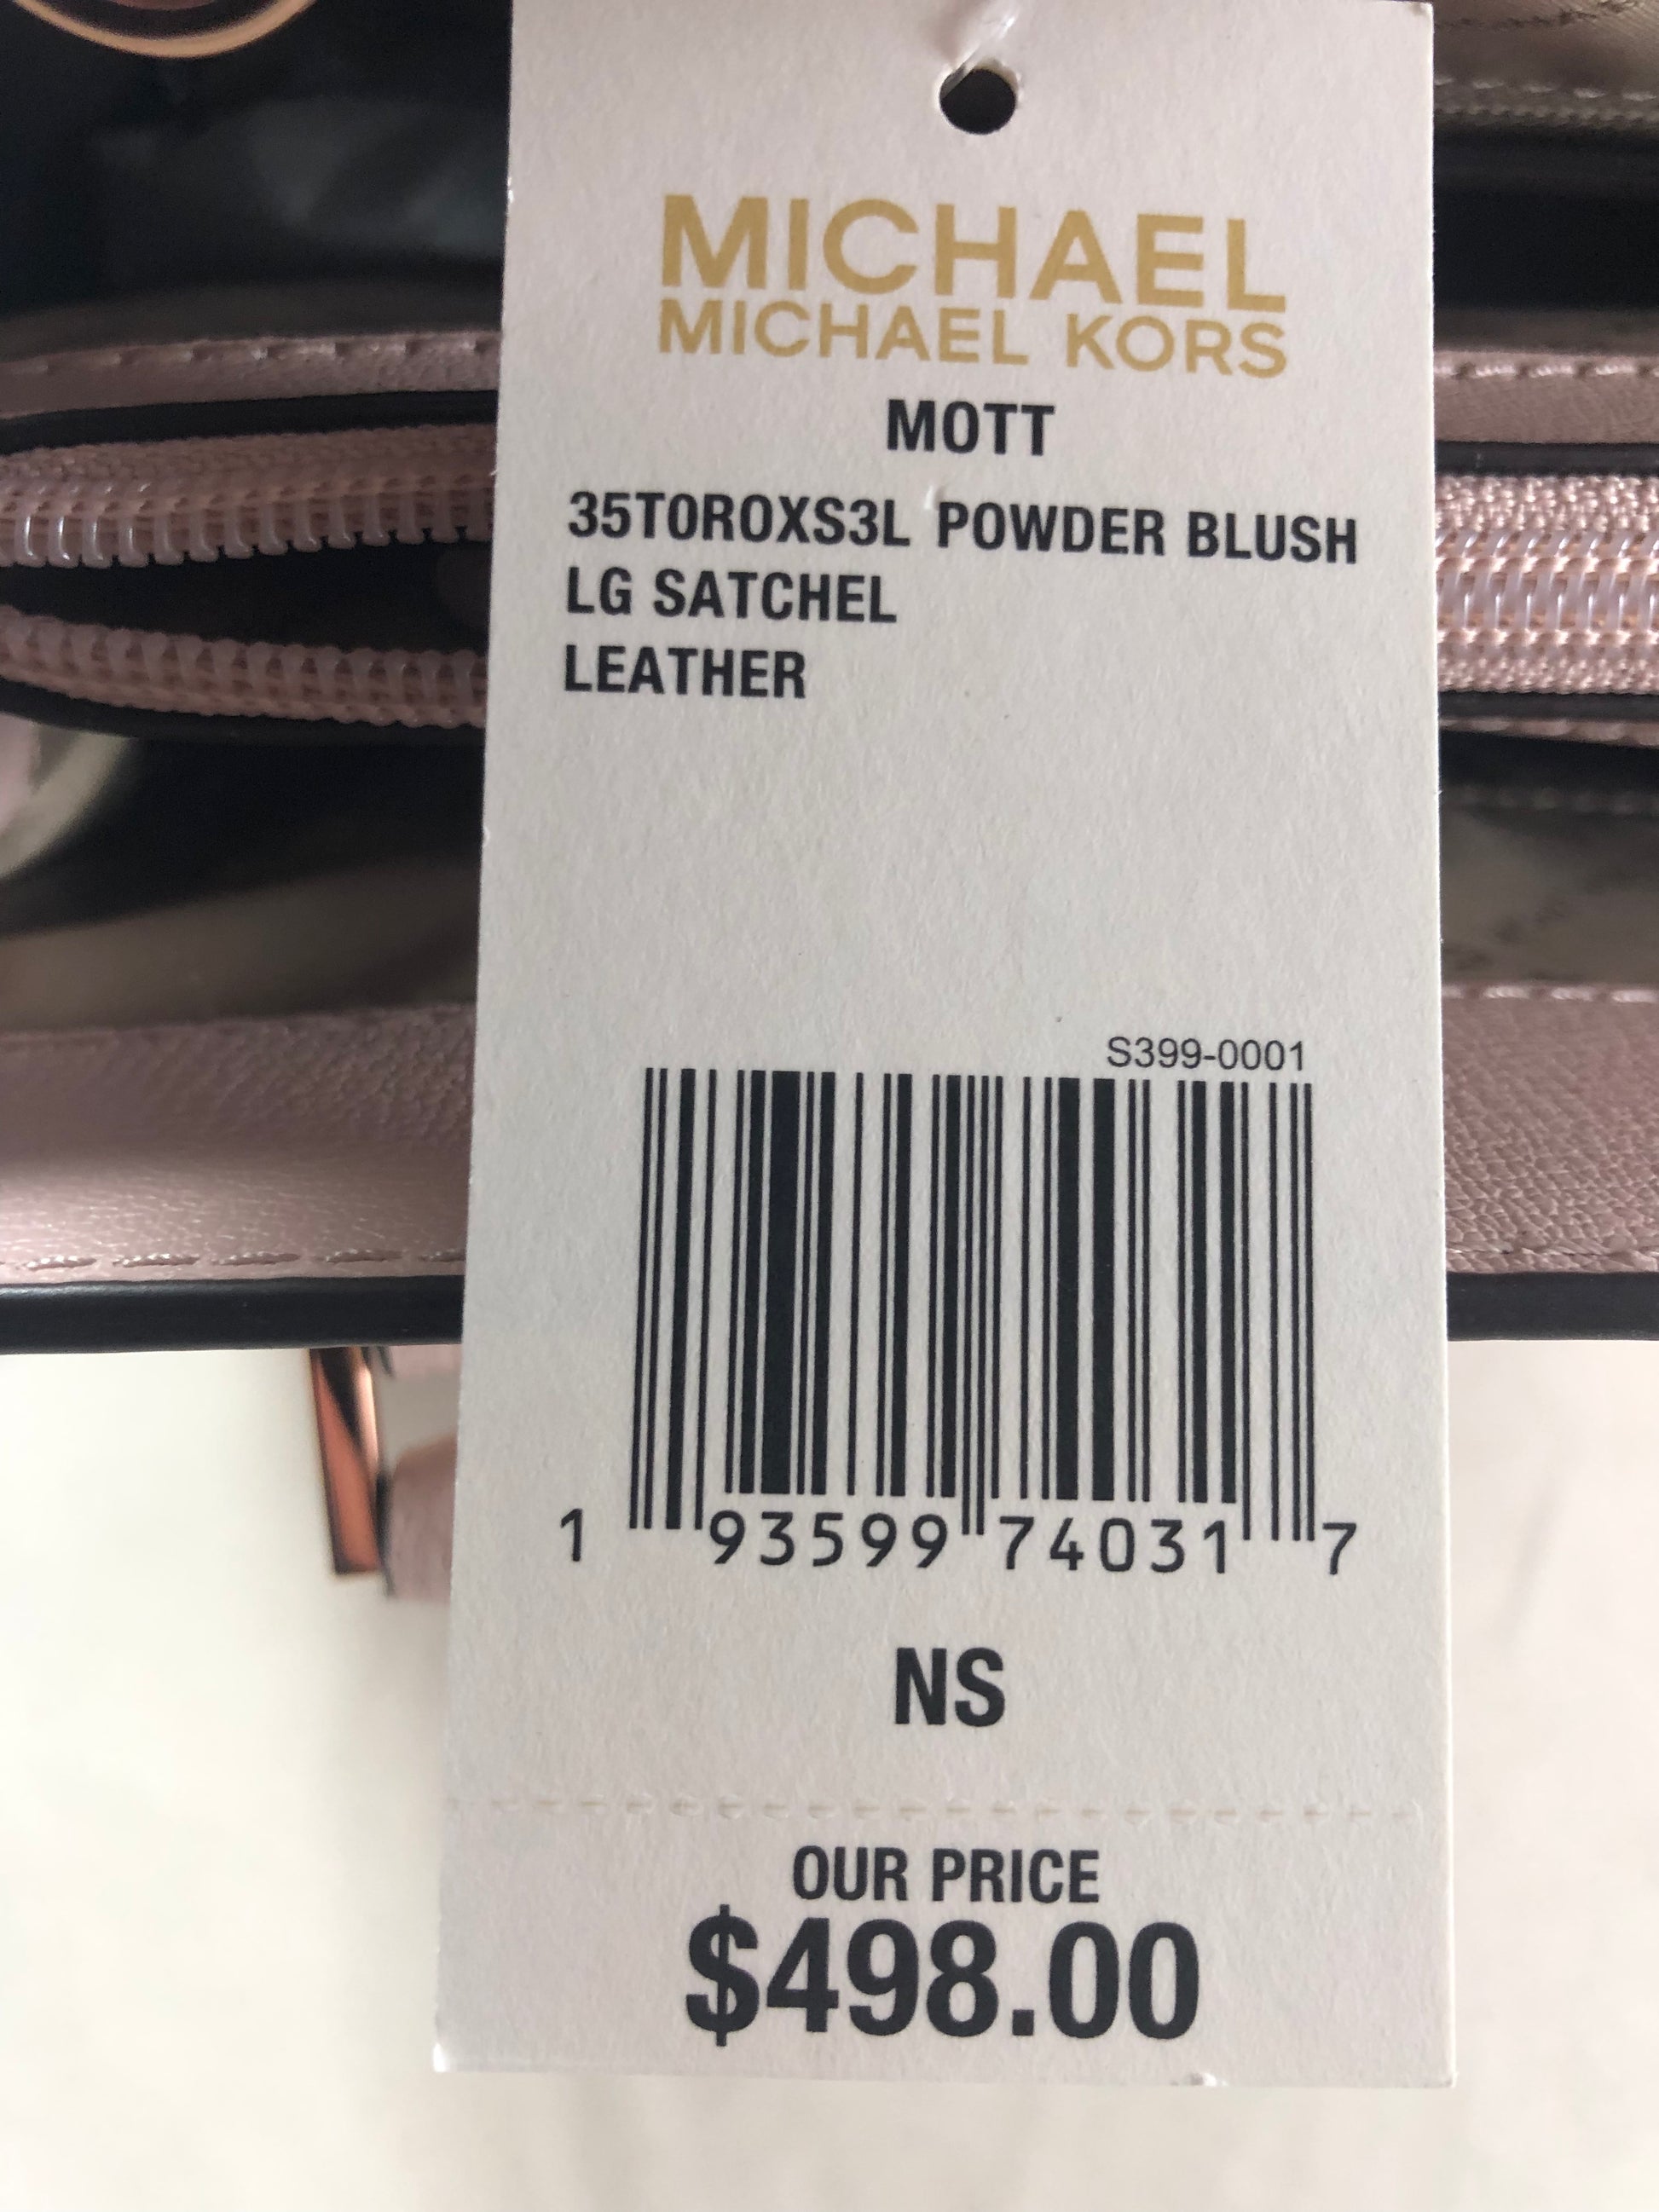 MICHAEL
MICHAEL KORS
MOTT
35T0ROXS3L POWDER BLUSH
LG SATCHEL
LEATHER
S399-0001
1 93599 74031 7
NS
OUR PRICE
$498.00